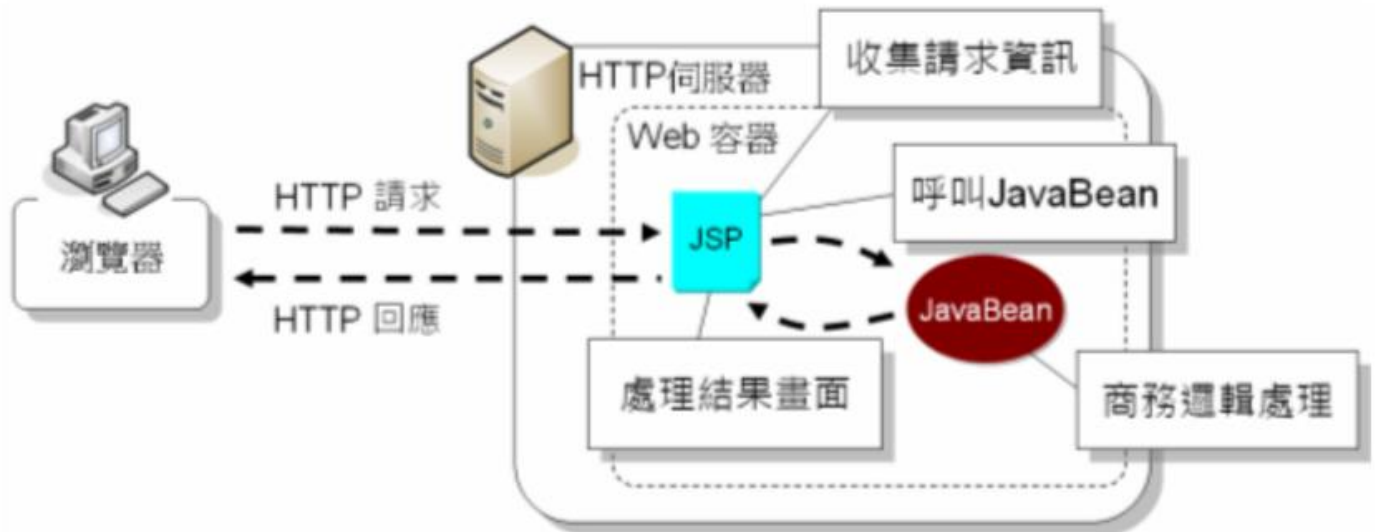 收集請求資訊
HTTP伺服器
Web 容器
呼叫JavaBean
HTTP 請求
JSP
瀏覽器
JavaBean
HTTP 回應
處理結果畫面
商務邏輯處理